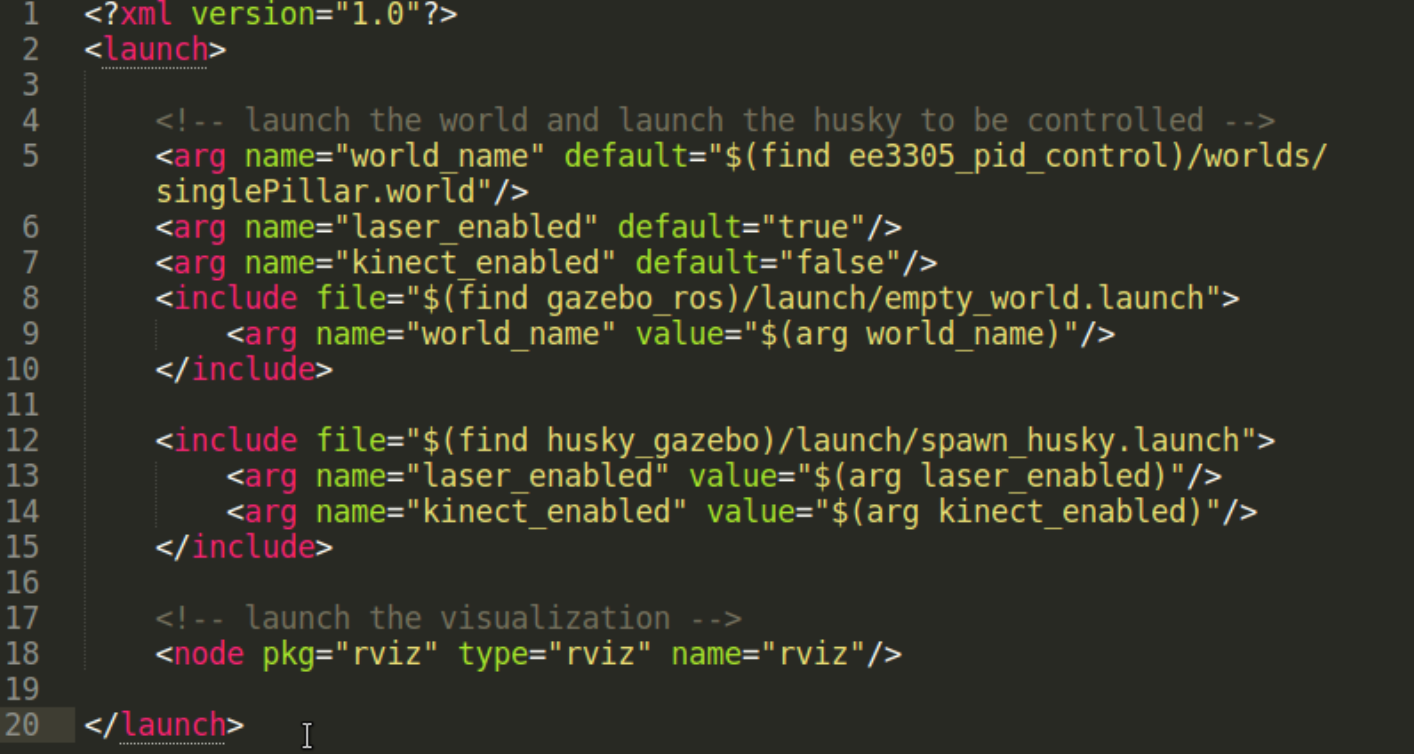 1 <?xml version="1.0"?>
2 <launch>
3
4 <!-- launch the world and launch the husky to be controlled -->
5 <arg name="world_name" default="$(find ee3305_pid_control)/worlds/
singlePillar.world"/>
6 <arg name="laser_enabled" default="true"/>
7 <arg name="kinect_enabled" default="false"/>
8 <include file="$(find gazebo_ros)/launch/empty_world.launch">
9 <arg name="world_name" value="$(arg world_name)"/>
10 </include>
11
12 <include file="$(find husky_gazebo)/launch/spawn_husky.launch">
13 <arg name="laser_enabled" value="$(arg laser_enabled)"/>
14 <arg name="kinect_enabled" value="$(arg kinect_enabled)"/>
15 </include>
16
17 <!-- launch the visualization -->
18 <node pkg="rviz" type="rviz" name="rviz"/>
19
20 </launch>